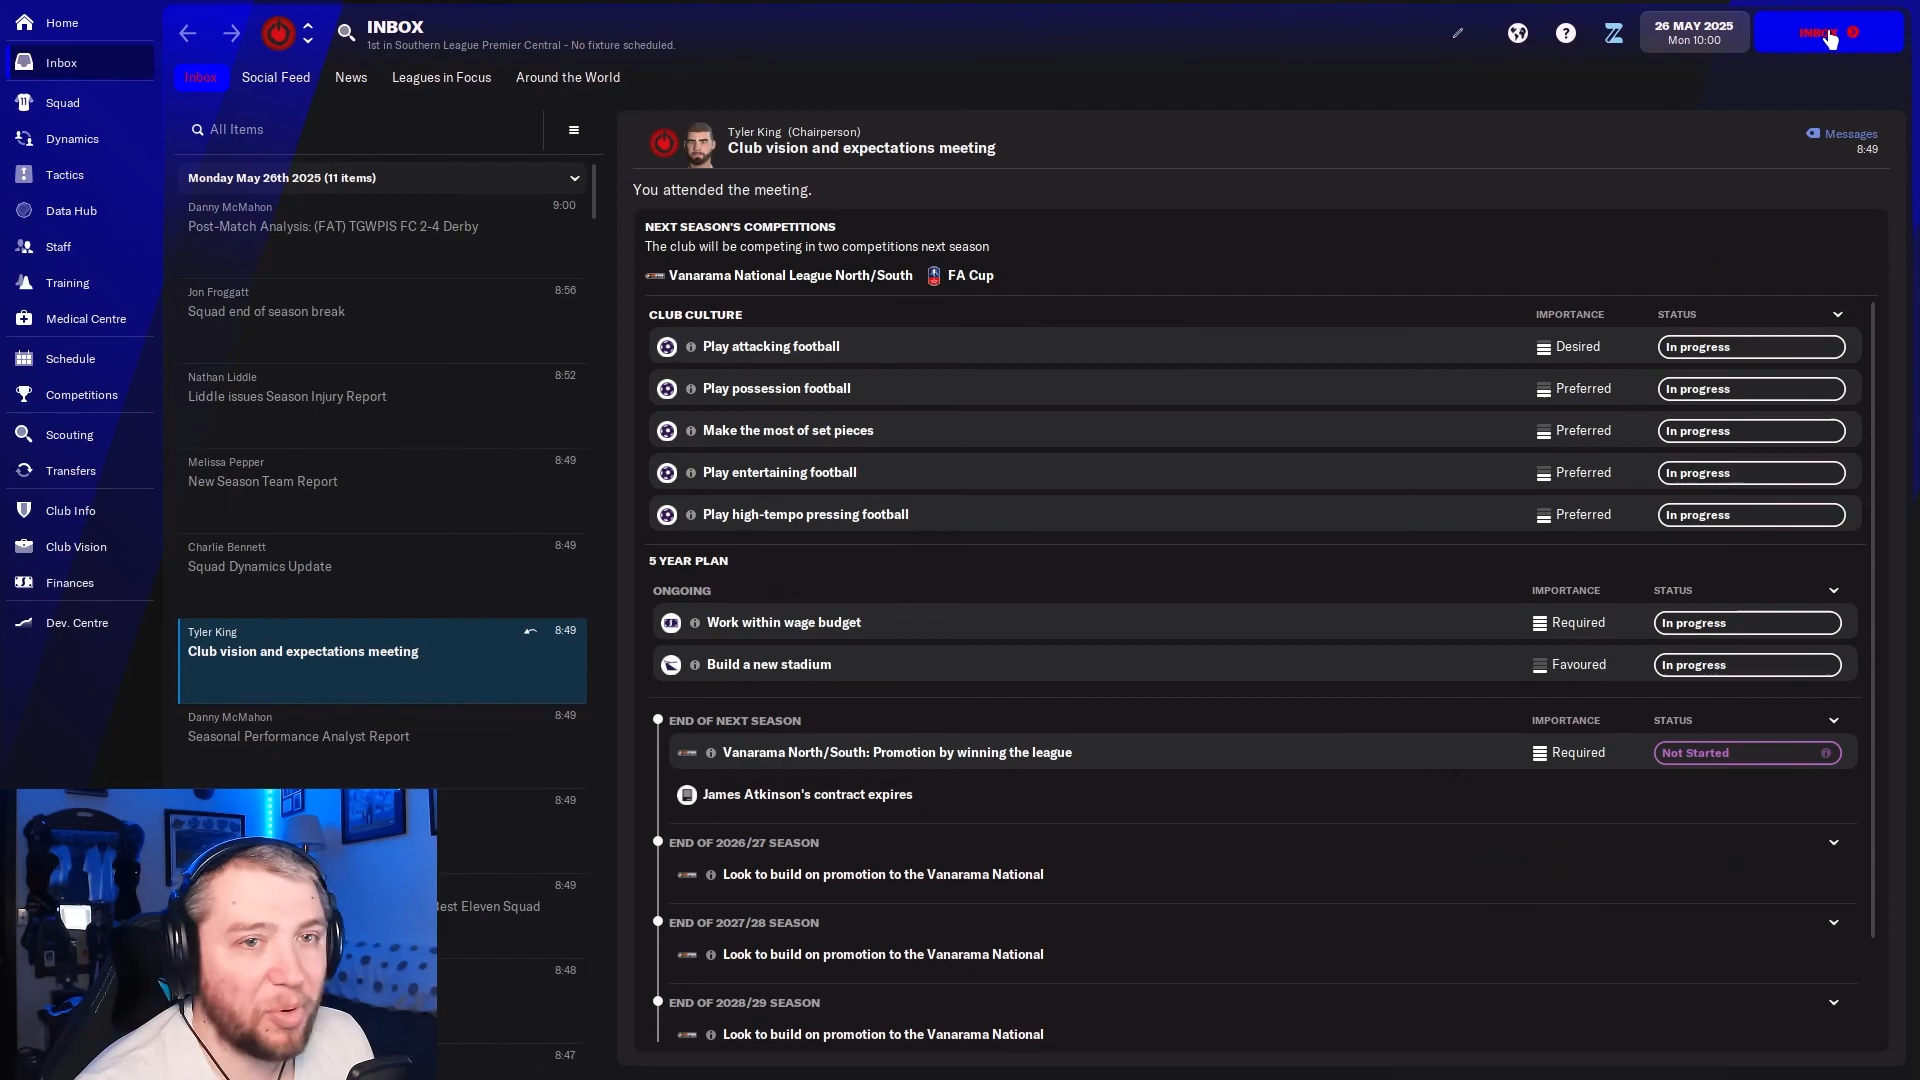 Home
Inbox
Squad
Dynamics
Tactics
Data Hub
Staff
Training
Medical Centre
Schedule
Competitions
Scouting
Transfers
Club Info
Club Vision
Finances
Dev. Centre
INBOX
1st in Southern League Premier Central - No fixture scheduled.
26 MAY 2025
Mon 10:00
Inbox
Social Feed
News
Leagues in Focus
Around the World
All Items
Monday May 26th 2025 (11 items)
Danny McMahon 9:00
Post-Match Analysis: (FAT) TGWPIS FC 2-4 Derby
Jon Froggatt 8:56
Squad end of season break
Nathan Liddle 8:52
Liddle issues Season Injury Report
Melissa Pepper 8:49
New Season Team Report
Charlie Bennett 8:49
Squad Dynamics Update
Tyler King 8:49
Club vision and expectations meeting
Danny McMahon 8:49
Seasonal Performance Analyst Report
8:49
8:49
Best Eleven Squad
8:48
8:47
Tyler King (Chairperson)
Club vision and expectations meeting
Messages
8:49
You attended the meeting.
NEXT SEASON'S COMPETITIONS
The club will be competing in two competitions next season
Vanarama National League North/South FA Cup
CLUB CULTURE IMPORTANCE STATUS
Play attacking football Desired In progress
Play possession football Preferred In progress
Make the most of set pieces Preferred In progress
Play entertaining football Preferred In progress
Play high-tempo pressing football Preferred In progress
5 YEAR PLAN
ONGOING IMPORTANCE STATUS
Work within wage budget Required In progress
Build a new stadium Favoured In progress
END OF NEXT SEASON IMPORTANCE STATUS
Vanarama North/South: Promotion by winning the league Required Not Started
James Atkinson's contract expires
END OF 2026/27 SEASON
Look to build on promotion to the Vanarama National
END OF 2027/28 SEASON
Look to build on promotion to the Vanarama National
END OF 2028/29 SEASON
Look to build on promotion to the Vanarama National